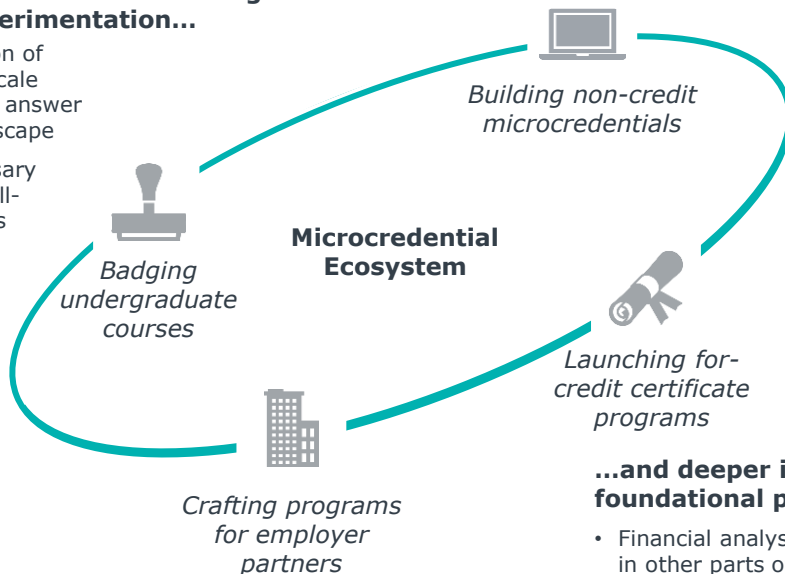 erimentation…
on of
cale
answer
scape
sary
ll-
s
Building non-credit
microcredentials
Microcredential
Ecosystem
Badging
undergraduate
courses
Launching for-
credit certificate
programs
Crafting programs
for employer
partners
…and deeper i
foundational p
• Financial analys
in other parts o